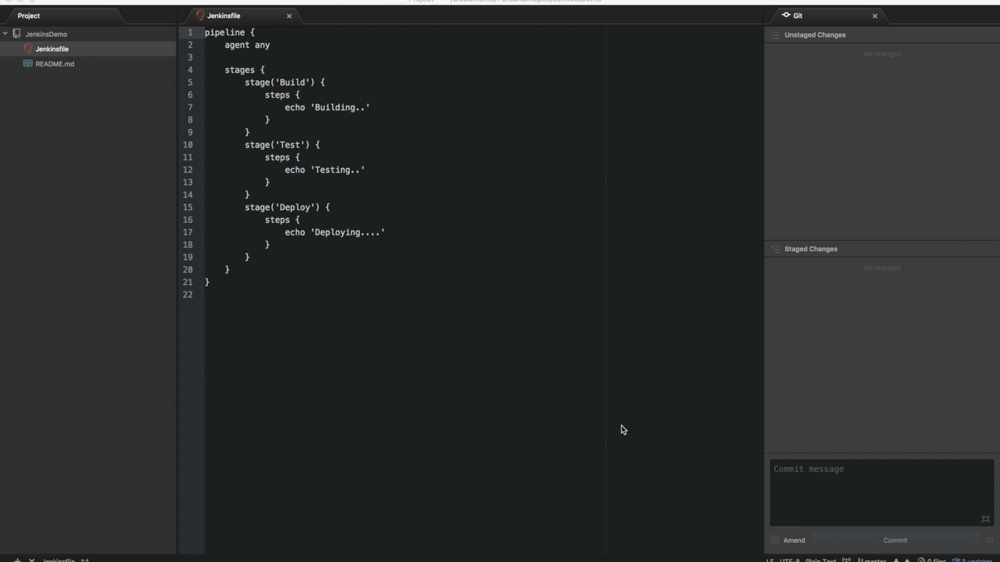 Project — ~/Documents/PersonalRepos/JenkinsDemo
Project
Jenkinsfile
Git
JenkinsDemo
Jenkinsfile
README.md
1 pipeline {
2     agent any
3
4     stages {
5         stage('Build') {
6             steps {
7                 echo 'Building..'
8             }
9         }
10         stage('Test') {
11             steps {
12                 echo 'Testing..'
13             }
14         }
15         stage('Deploy') {
16             steps {
17                 echo 'Deploying....'
18             }
19         }
20     }
21 }
22
Unstaged Changes
No changes
Staged Changes
No changes
Commit message
Amend
Commit
72
Jenkinsfile 1:1
LF UTF-8 Plain Text master 0 files 3 updates